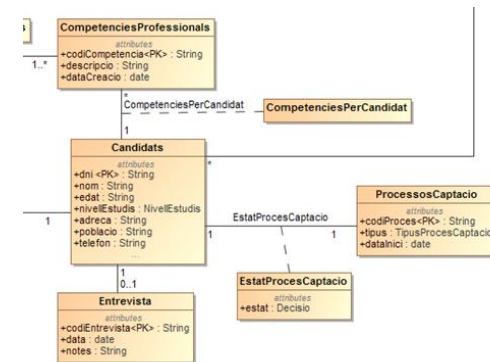 s
CompetenciesProfessionals
attributes
+codiCompetencia<PK> : String
+descripcio : String
+dataCreacio : date
1..*
*
CompetenciesPerCandidat
CompetenciesPerCandidat
1
Candidats
attributes
+dni <PK> : String
+nom : String
+edat : String
+nivellEstudis : NivellEstudis
+adreca : String
+poblacio : String
+telefon : String
...
*
1
1
EstatProcesCaptacio
1
ProcessosCaptacio
attributes
+codiProces<PK> : String
+tipus : TipusProcesCaptacio
+dataInici : date
EstatProcesCaptacio
attributes
+estat : Decisio
1
0..1
Entrevista
attributes
+codiEntrevista<PK> : String
+data : date
+notes : String